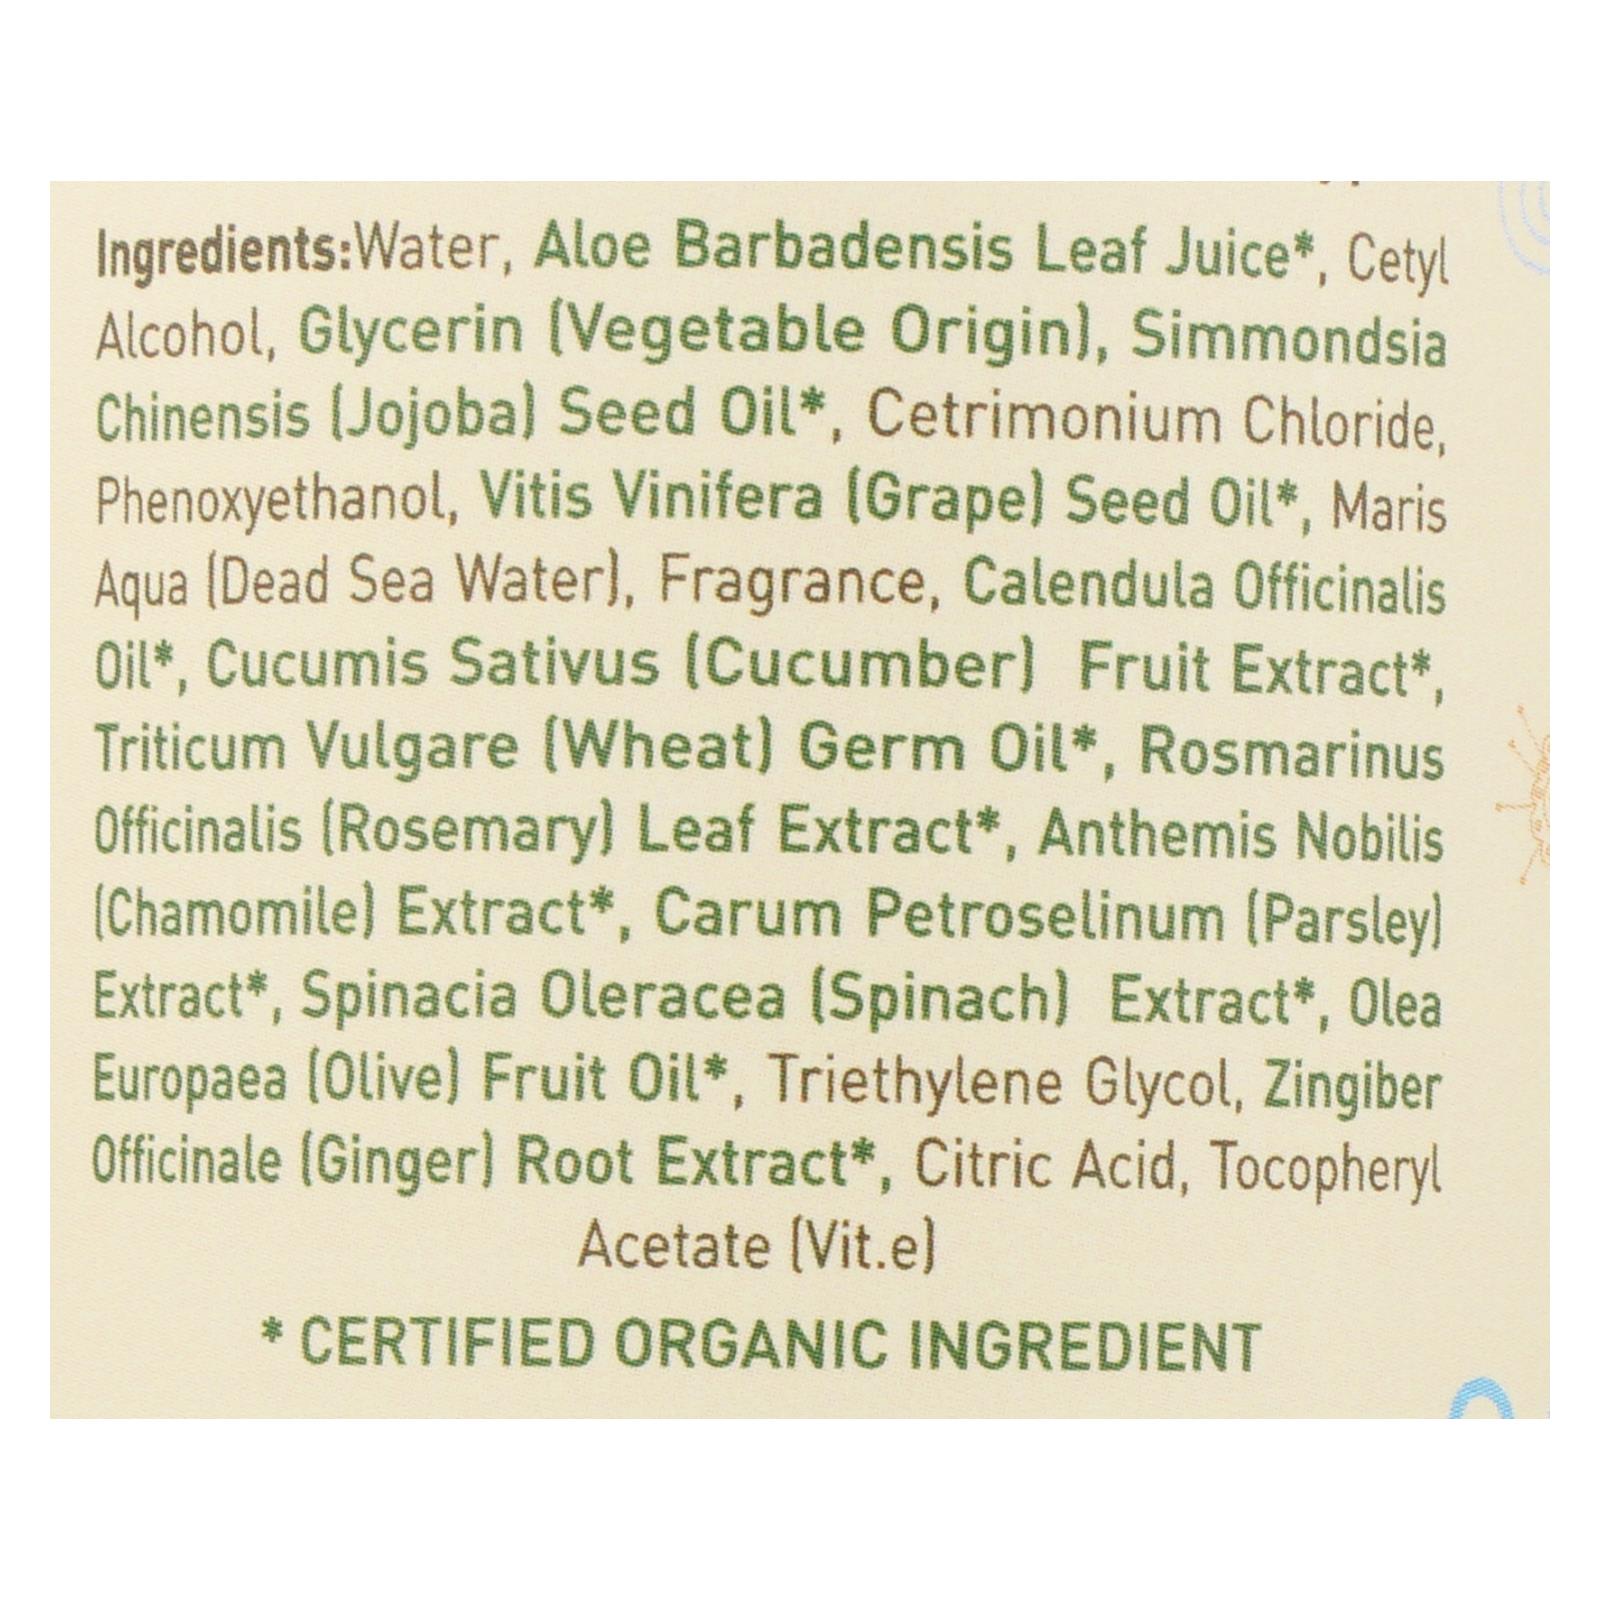 Ingredients:Water, Aloe Barbadensis Leaf Juice*, Cetyl
Alcohol, Glycerin (Vegetable Origin), Simmondsia
Chinensis (Jojoba) Seed Oil*, Cetrimonium Chloride,
Phenoxyethanol, Vitis Vinifera (Grape) Seed Oil*, Maris
Aqua (Dead Sea Water), Fragrance, Calendula Officinalis
Oil*, Cucumis Sativus (Cucumber) Fruit Extract*,
Triticum Vulgare (Wheat) Germ Oil*, Rosmarinus
Officinalis (Rosemary) Leaf Extract*, Anthemis Nobilis
(Chamomile) Extract*, Carum Petroselinum (Parsley)
Extract*, Spinacia Oleracea (Spinach) Extract*, Olea
Europaea (Olive) Fruit Oil*, Triethylene Glycol, Zingiber
Officinale (Ginger) Root Extract*, Citric Acid, Tocopheryl
Acetate (Vit.e)
* CERTIFIED ORGANIC INGREDIENT